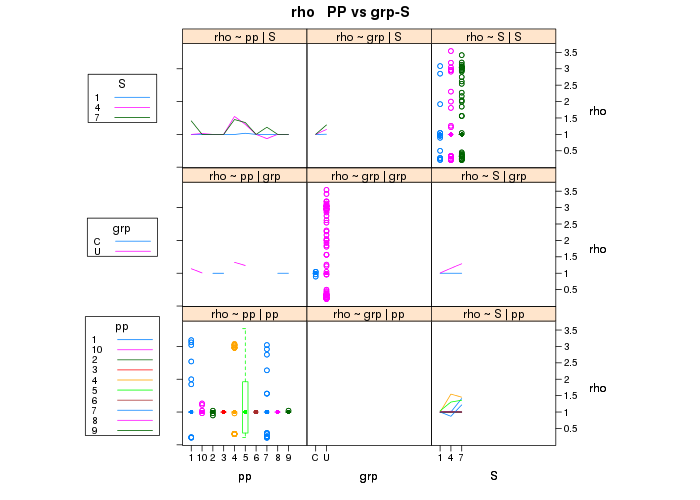 rho PP vs grp-S
rho ~ pp | S
rho ~ grp | S
rho ~ S | S
S
1
4
7
3.5
3
2.5
2
1.5
1
0.5
rho
rho ~ pp | grp
rho ~ grp | grp
rho ~ S | grp
grp
C
U
3.5
3
2.5
2
1.5
1
0.5
rho
rho ~ pp | pp
rho ~ grp | pp
rho ~ S | pp
pp
1
10
2
3
4
5
6
7
8
9
3.5
3
2.5
2
1.5
1
0.5
rho
1 10 2 3 4 5 6 7 8 9
C U
1 4 7
pp
grp
S